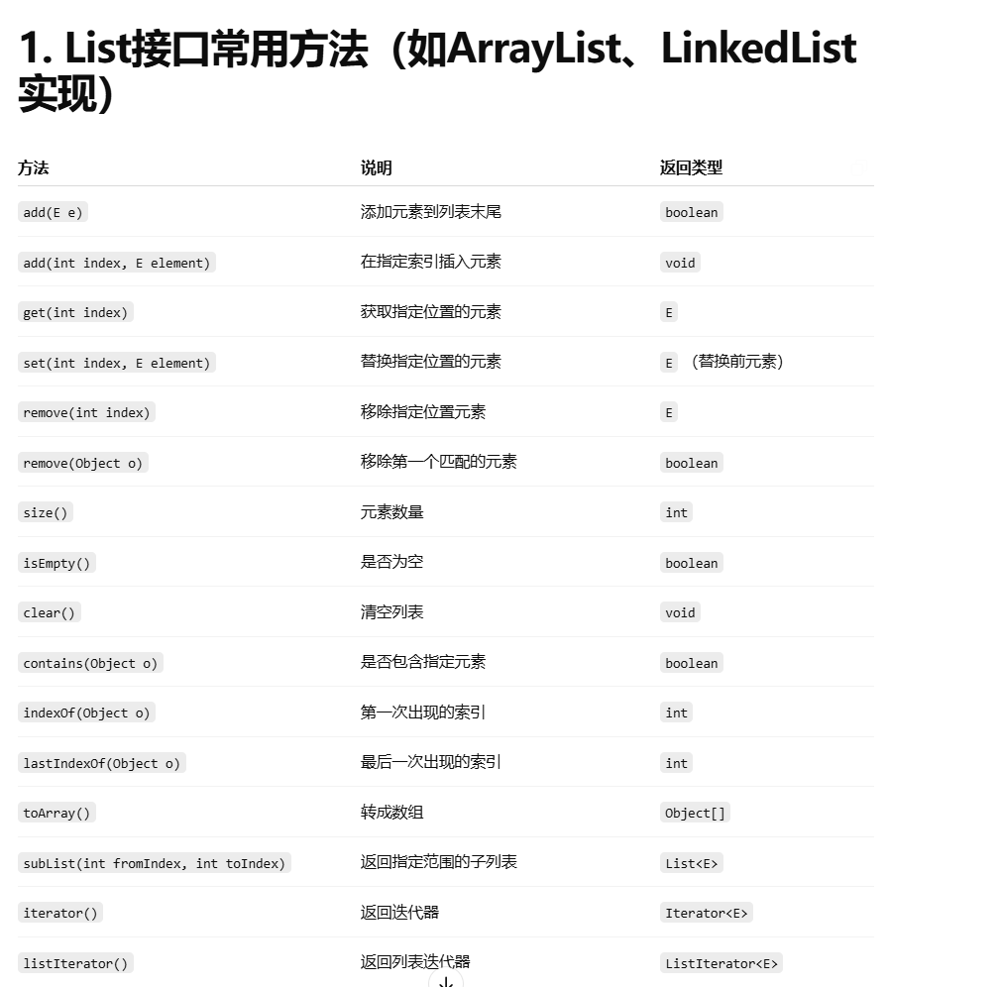 1. List接口常用方法（如ArrayList、LinkedList
实现）
方法 说明 返回类型
add(E e) 添加元素到列表末尾 boolean
add(int index, E element) 在指定索引插入元素 void
get(int index) 获取指定位置的元素 E
set(int index, E element) 替换指定位置的元素 E （替换前元素）
remove(int index) 移除指定位置元素 E
remove(Object o) 移除第一个匹配的元素 boolean
size() 元素数量 int
isEmpty() 是否为空 boolean
clear() 清空列表 void
contains(Object o) 是否包含指定元素 boolean
indexOf(Object o) 第一次出现的索引 int
lastIndexOf(Object o) 最后一次出现的索引 int
toArray() 转成数组 Object[]
subList(int fromIndex, int toIndex) 返回指定范围的子列表 List<E>
iterator() 返回迭代器 Iterator<E>
listIterator() 返回列表迭代器 ListIterator<E>